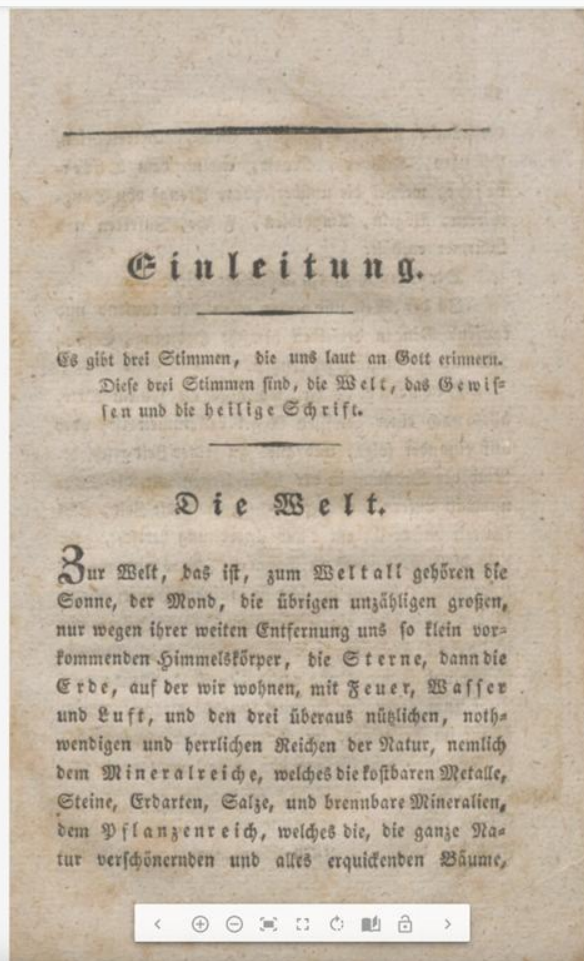 Einleitung.
Es gibt drei Stimmen, die uns laut an Gott erinnern.
Diese drei Stimmen sind, die Welt, das Gewis-
sen und die heilige Schrift.
Die Welt.
Zur Welt, das ist, zum Weltall gehören die
Sonne, der Mond, die übrigen unzähligen großen,
nur wegen ihrer weiten Entfernung uns so klein vor-
kommenden Himmelskörper, die Sterne, dann die
Erde, auf der wir wohnen, mit Feuer, Wasser
und Luft, und den drei überaus nützlichen, noth-
wendigen und herrlichen Reichen der Natur, nemlich
dem Mineralreiche, welches die kostbaren Metalle,
Steine, Erdarten, Salze, und brennbare Mineralien,
dem Pflanzenreich, welches die, die ganze Na-
tur verschönernden und alles erquickenden Bäume,